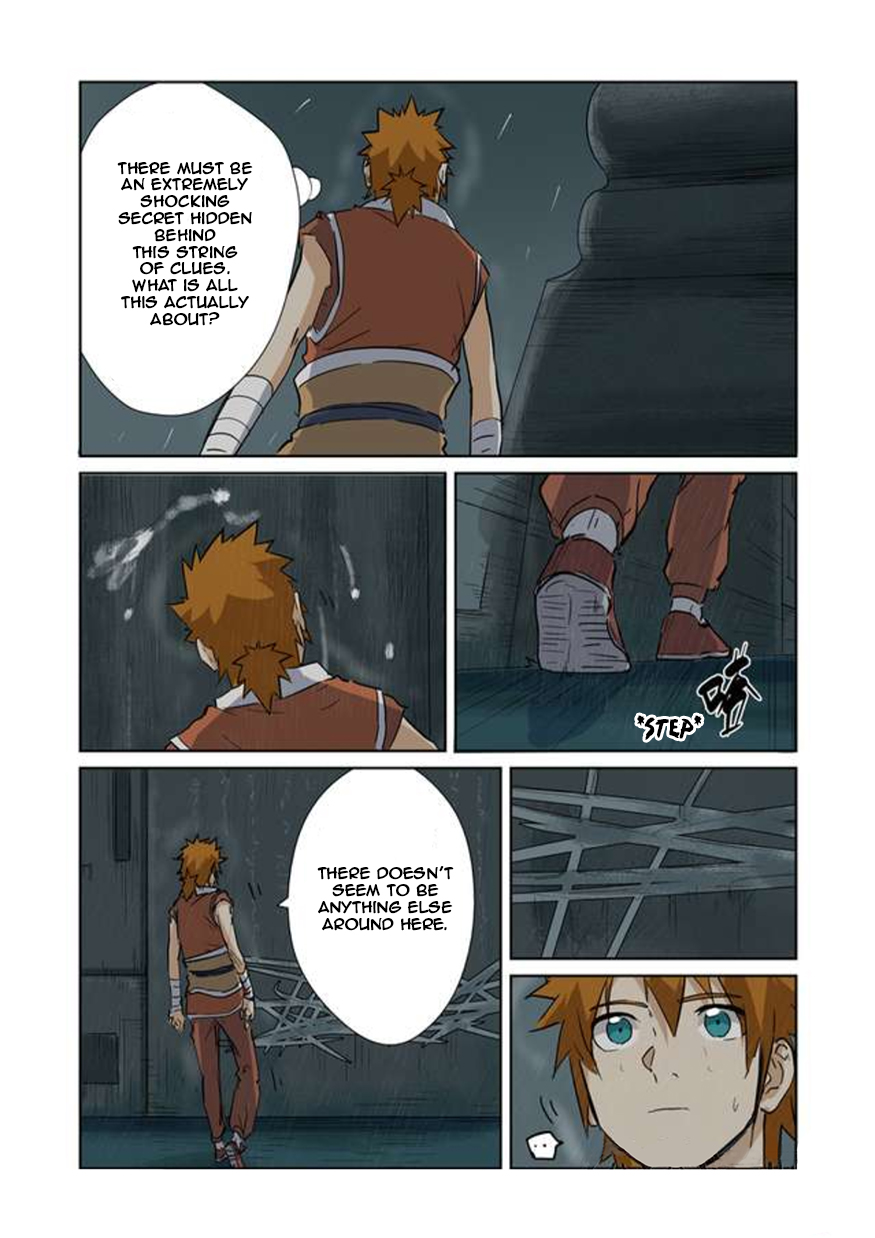 THERE MUST BE
AN EXTREMELY
SHOCKING
SECRET HIDDEN
BEHIND
THIS STRING
OF CLUES.
WHAT IS ALL
THIS ACTUALLY
ABOUT?
*STEP*
THERE DOESN'T
SEEM TO BE
ANYTHING ELSE
AROUND HERE.
..